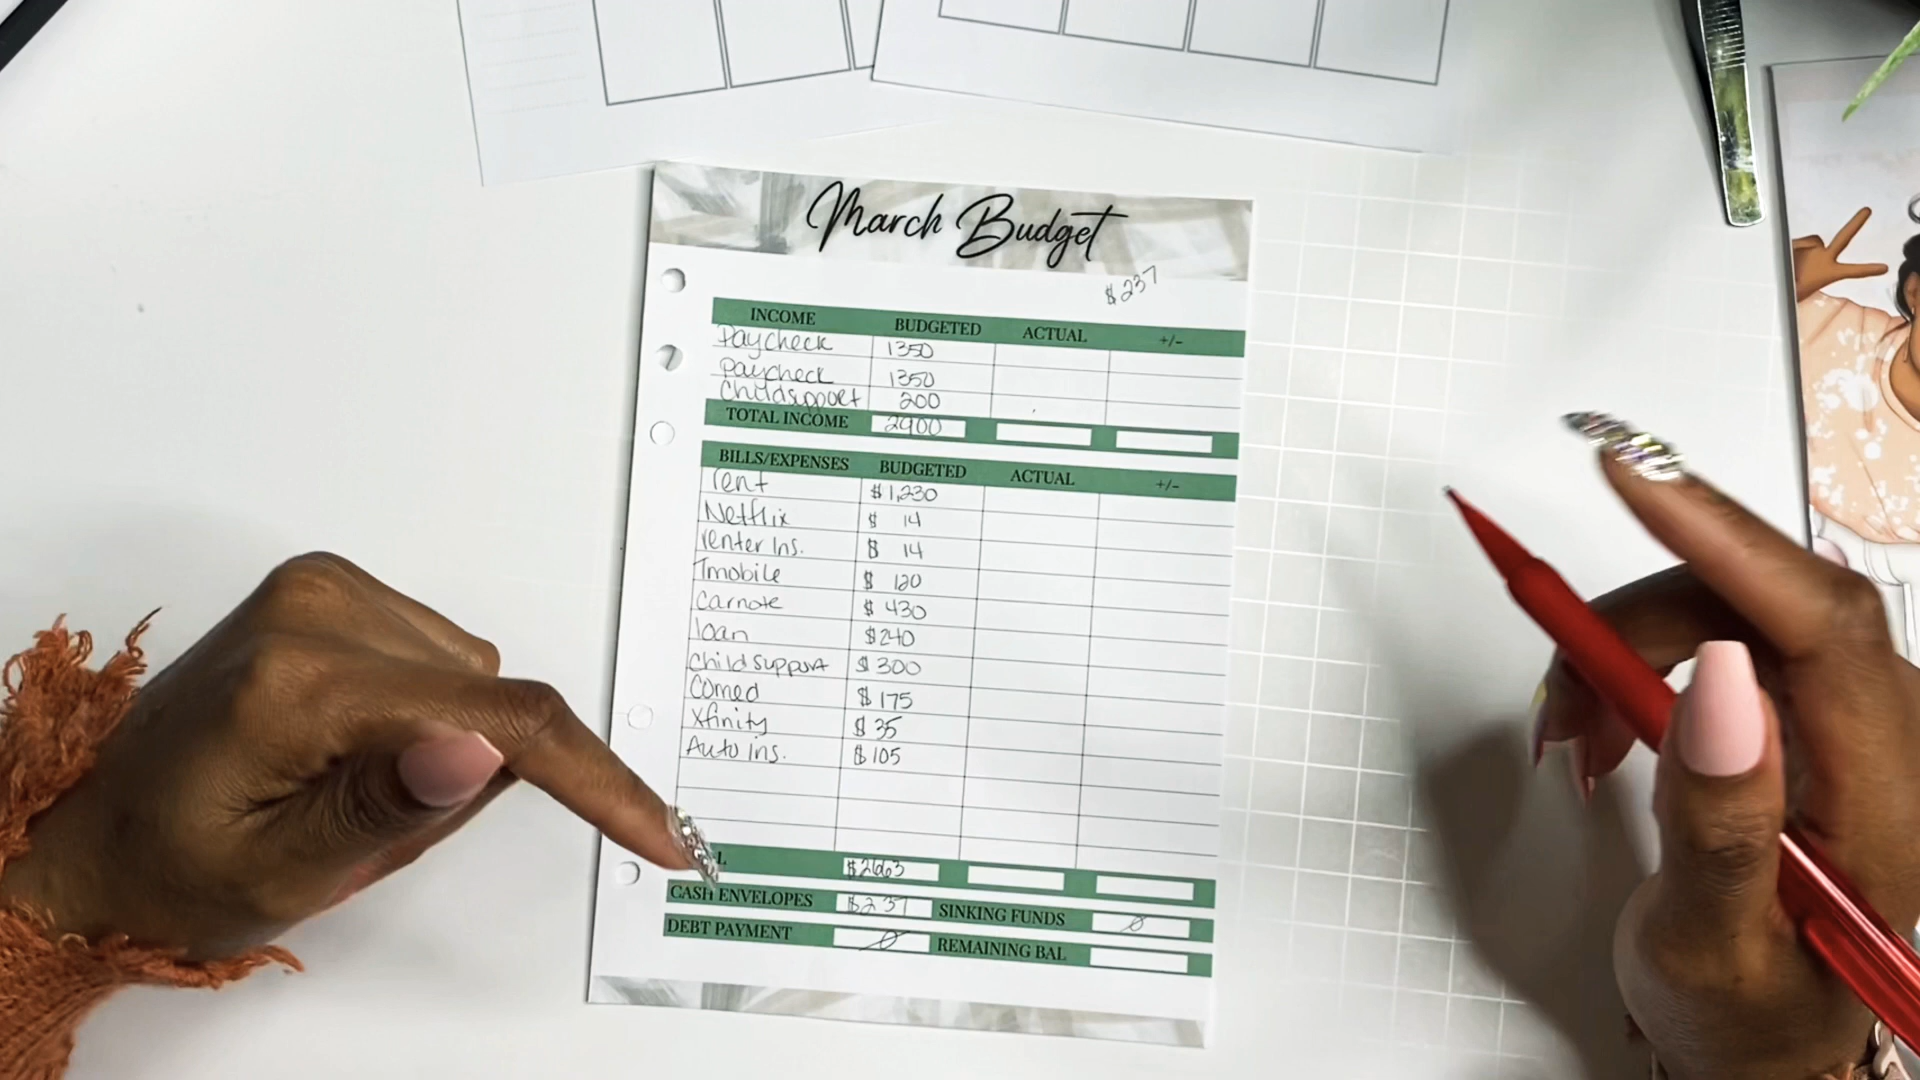 March Budget
$237
INCOME BUDGETED ACTUAL +/-
Paycheck 1350
paycheck 1350
Childsupport 200
TOTAL INCOME 2900
BILLS/EXPENSES BUDGETED ACTUAL +/-
rent $1,230
Netflix $ 14
renter Ins. $ 14
Tmobile $ 120
Carnote $ 430
loan $240
Child support $ 300
Comed $ 175
Xfinity $ 35
Auto ins. $105
$2663
CASH ENVELOPES $237 SINKING FUNDS 0
DEBT PAYMENT 0 REMAINING BAL